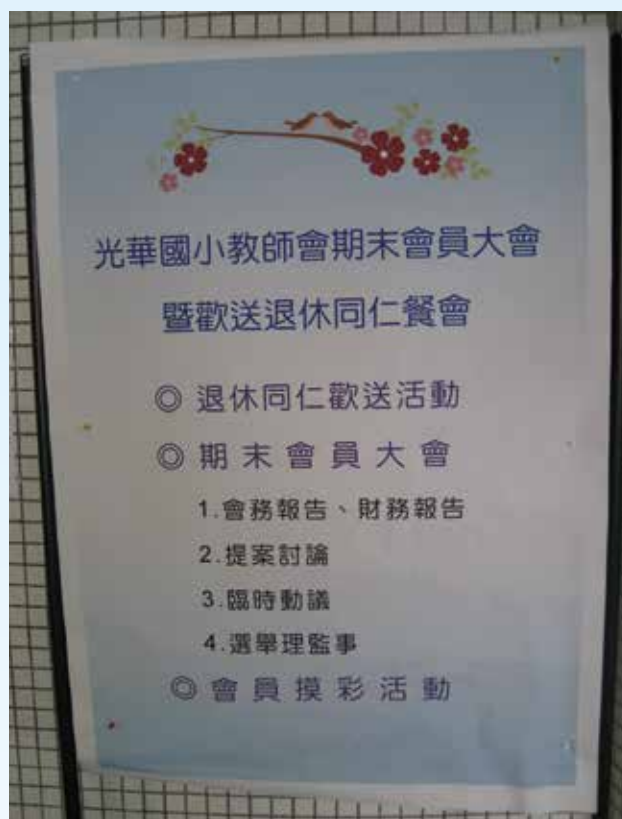 光華國小教師會期末會員大會
暨歡送退休同仁餐會
◎ 退休同仁歡送活動
◎ 期末會員大會
1.會務報告、財務報告
2.提案討論
3.臨時動議
4.選舉理監事
◎ 會員摸彩活動